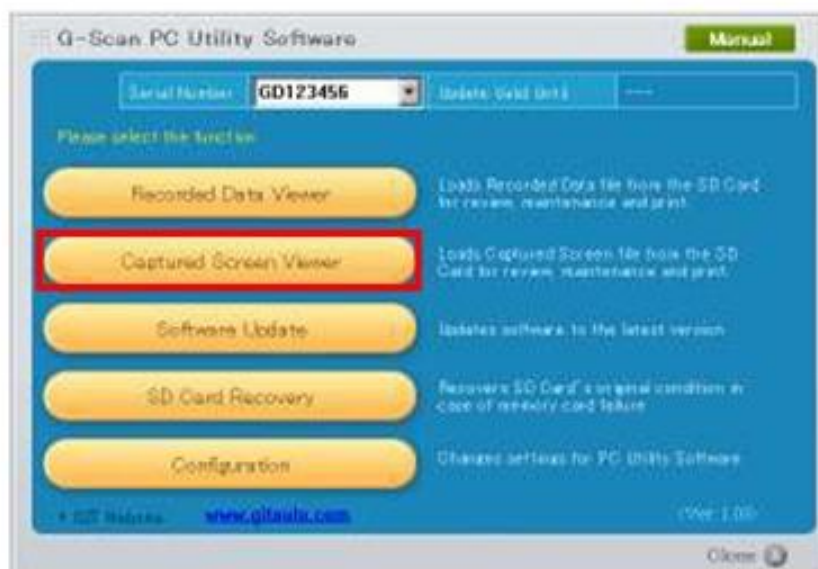 G-Scan PC Utility Software
Manual
Serial Number
GD123456
Update Valid Until
---
Please select the function
Recorded Data Viewer
Loads Recorded Data file from the SD Card
for review, maintenance and print.
Captured Screen Viewer
Loads Captured Screen file from the SD
Card for review, maintenance and print.
Software Update
Updates software to the latest version
SD Card Recovery
Recovers SD Card's original condition in
case of memory card failure
Configuration
Changes settings for PC Utility Software
Website
(Ver 1.00)
Close